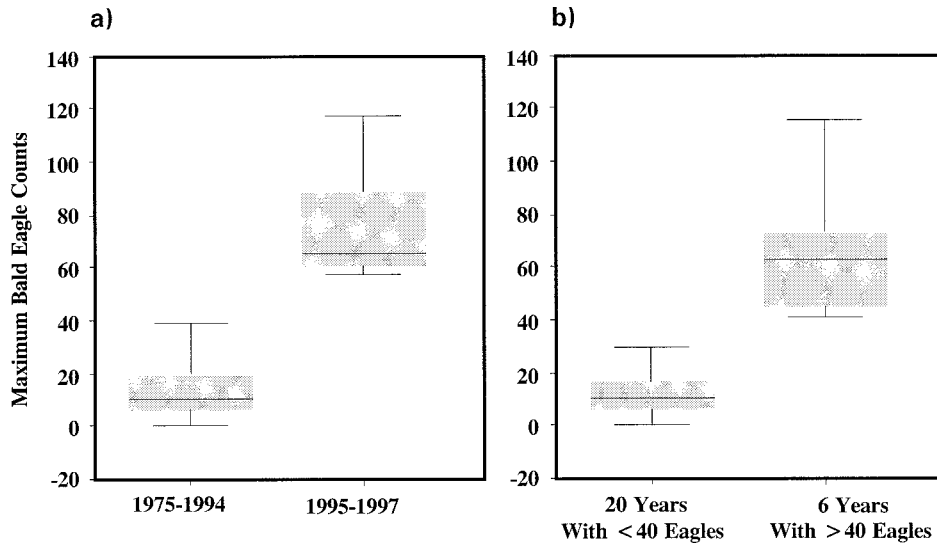 a)
Maximum Bald Eagle Counts
140
120
100
80
60
40
20
0
-20
1975-1994
1995-1997
b)
140
120
100
80
60
40
20
0
-20
20 Years
With < 40 Eagles
6 Years
With > 40 Eagles